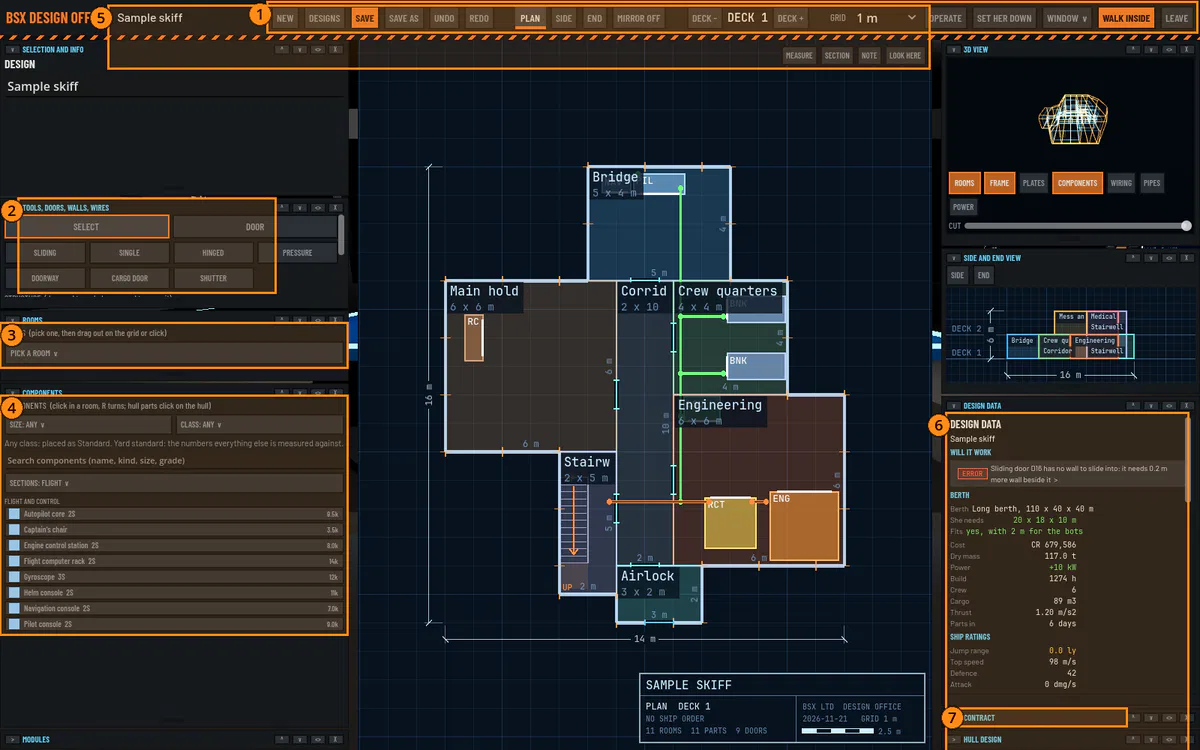 BSX DESIGN OFF
5
Sample skiff
1
NEW
DESIGNS
SAVE
SAVE AS
UNDO
REDO
PLAN
SIDE
END
MIRROR OFF
DECK -
DECK 1
DECK +
GRID
1 m
OPERATE
SET HER DOWN
WINDOW
WALK INSIDE
LEAVE
MEASURE
SECTION
NOTE
LOOK HERE
SELECTION AND INFO
DESIGN
Sample skiff
2
TOOLS, DOORS, WALLS, WIRES
SELECT
DOOR
SLIDING
SINGLE
HINGED
PRESSURE
DOORWAY
CARGO DOOR
SHUTTER
ROOMS
3
(pick one, then drag out on the grid or click)
PICK A ROOM
COMPONENTS
4
NENTS (click in a room, R turns; hull parts click on the hull)
SIZE: ANY
CLASS: ANY
Any class: placed as Standard. Yard standard: the numbers everything else is measured against.
Search components (name, kind, size, grade)
SECTIONS: FLIGHT
FLIGHT AND CONTROL
Autopilot core 2S 8.5k
Captain's chair 3.5k
Engine control station 2S 8.0k
Flight computer rack 2S 14k
Gyroscope 3S 12k
Helm console 2S 11k
Navigation console 2S 7.0k
Pilot console 2S 9.0k
MODULES
Bridge
5 x 4 m
IL
4 m
5 m
Main hold
6 x 6 m
RC
6 m
6 m
Corrid
2 x 10
10 m
2 m
Crew quarters
4 x 4 m
BNK
BNK
4 m
4 m
Engineering
6 x 6 m
RCT
ENG
6 m
6 m
Stairw
2 x 5 m
5 m
UP 2 m
Airlock
3 x 2 m
2 m
3 m
16 m
14 m
SAMPLE SKIFF
PLAN DECK 1
NO SHIP ORDER
11 ROOMS 11 PARTS 9 DOORS
BSX LTD DESIGN OFFICE
2026-11-21 GRID 1 m
2.5 m
3D VIEW
ROOMS
FRAME
PLATES
COMPONENTS
WIRING
PIPES
POWER
CUT
SIDE AND END VIEW
SIDE
END
DECK 2
DECK 1
6 m
Mess an
Medical
Stairwell
Bridge
Crew qu
Engineering
Corridor
Stairwell
16 m
DESIGN DATA
6
DESIGN DATA
Sample skiff
WILL IT WORK
ERROR
Sliding door D16 has no wall to slide into: it needs 0.2 m
more wall beside it >
BERTH
Berth Long berth, 110 x 40 x 40 m
She needs 20 x 18 x 10 m
Fits yes, with 2 m for the bots
Cost CR 679,586
Dry mass 117.0 t
Power +10 kW
Build 1274 h
Crew 6
Cargo 89 m3
Thrust 1.20 m/s2
Parts in 6 days
SHIP RATINGS
Jump range 0.0 ly
Top speed 98 m/s
Defence 42
Attack 0 dmg/s
7
CONTRACT
HULL DESIGN